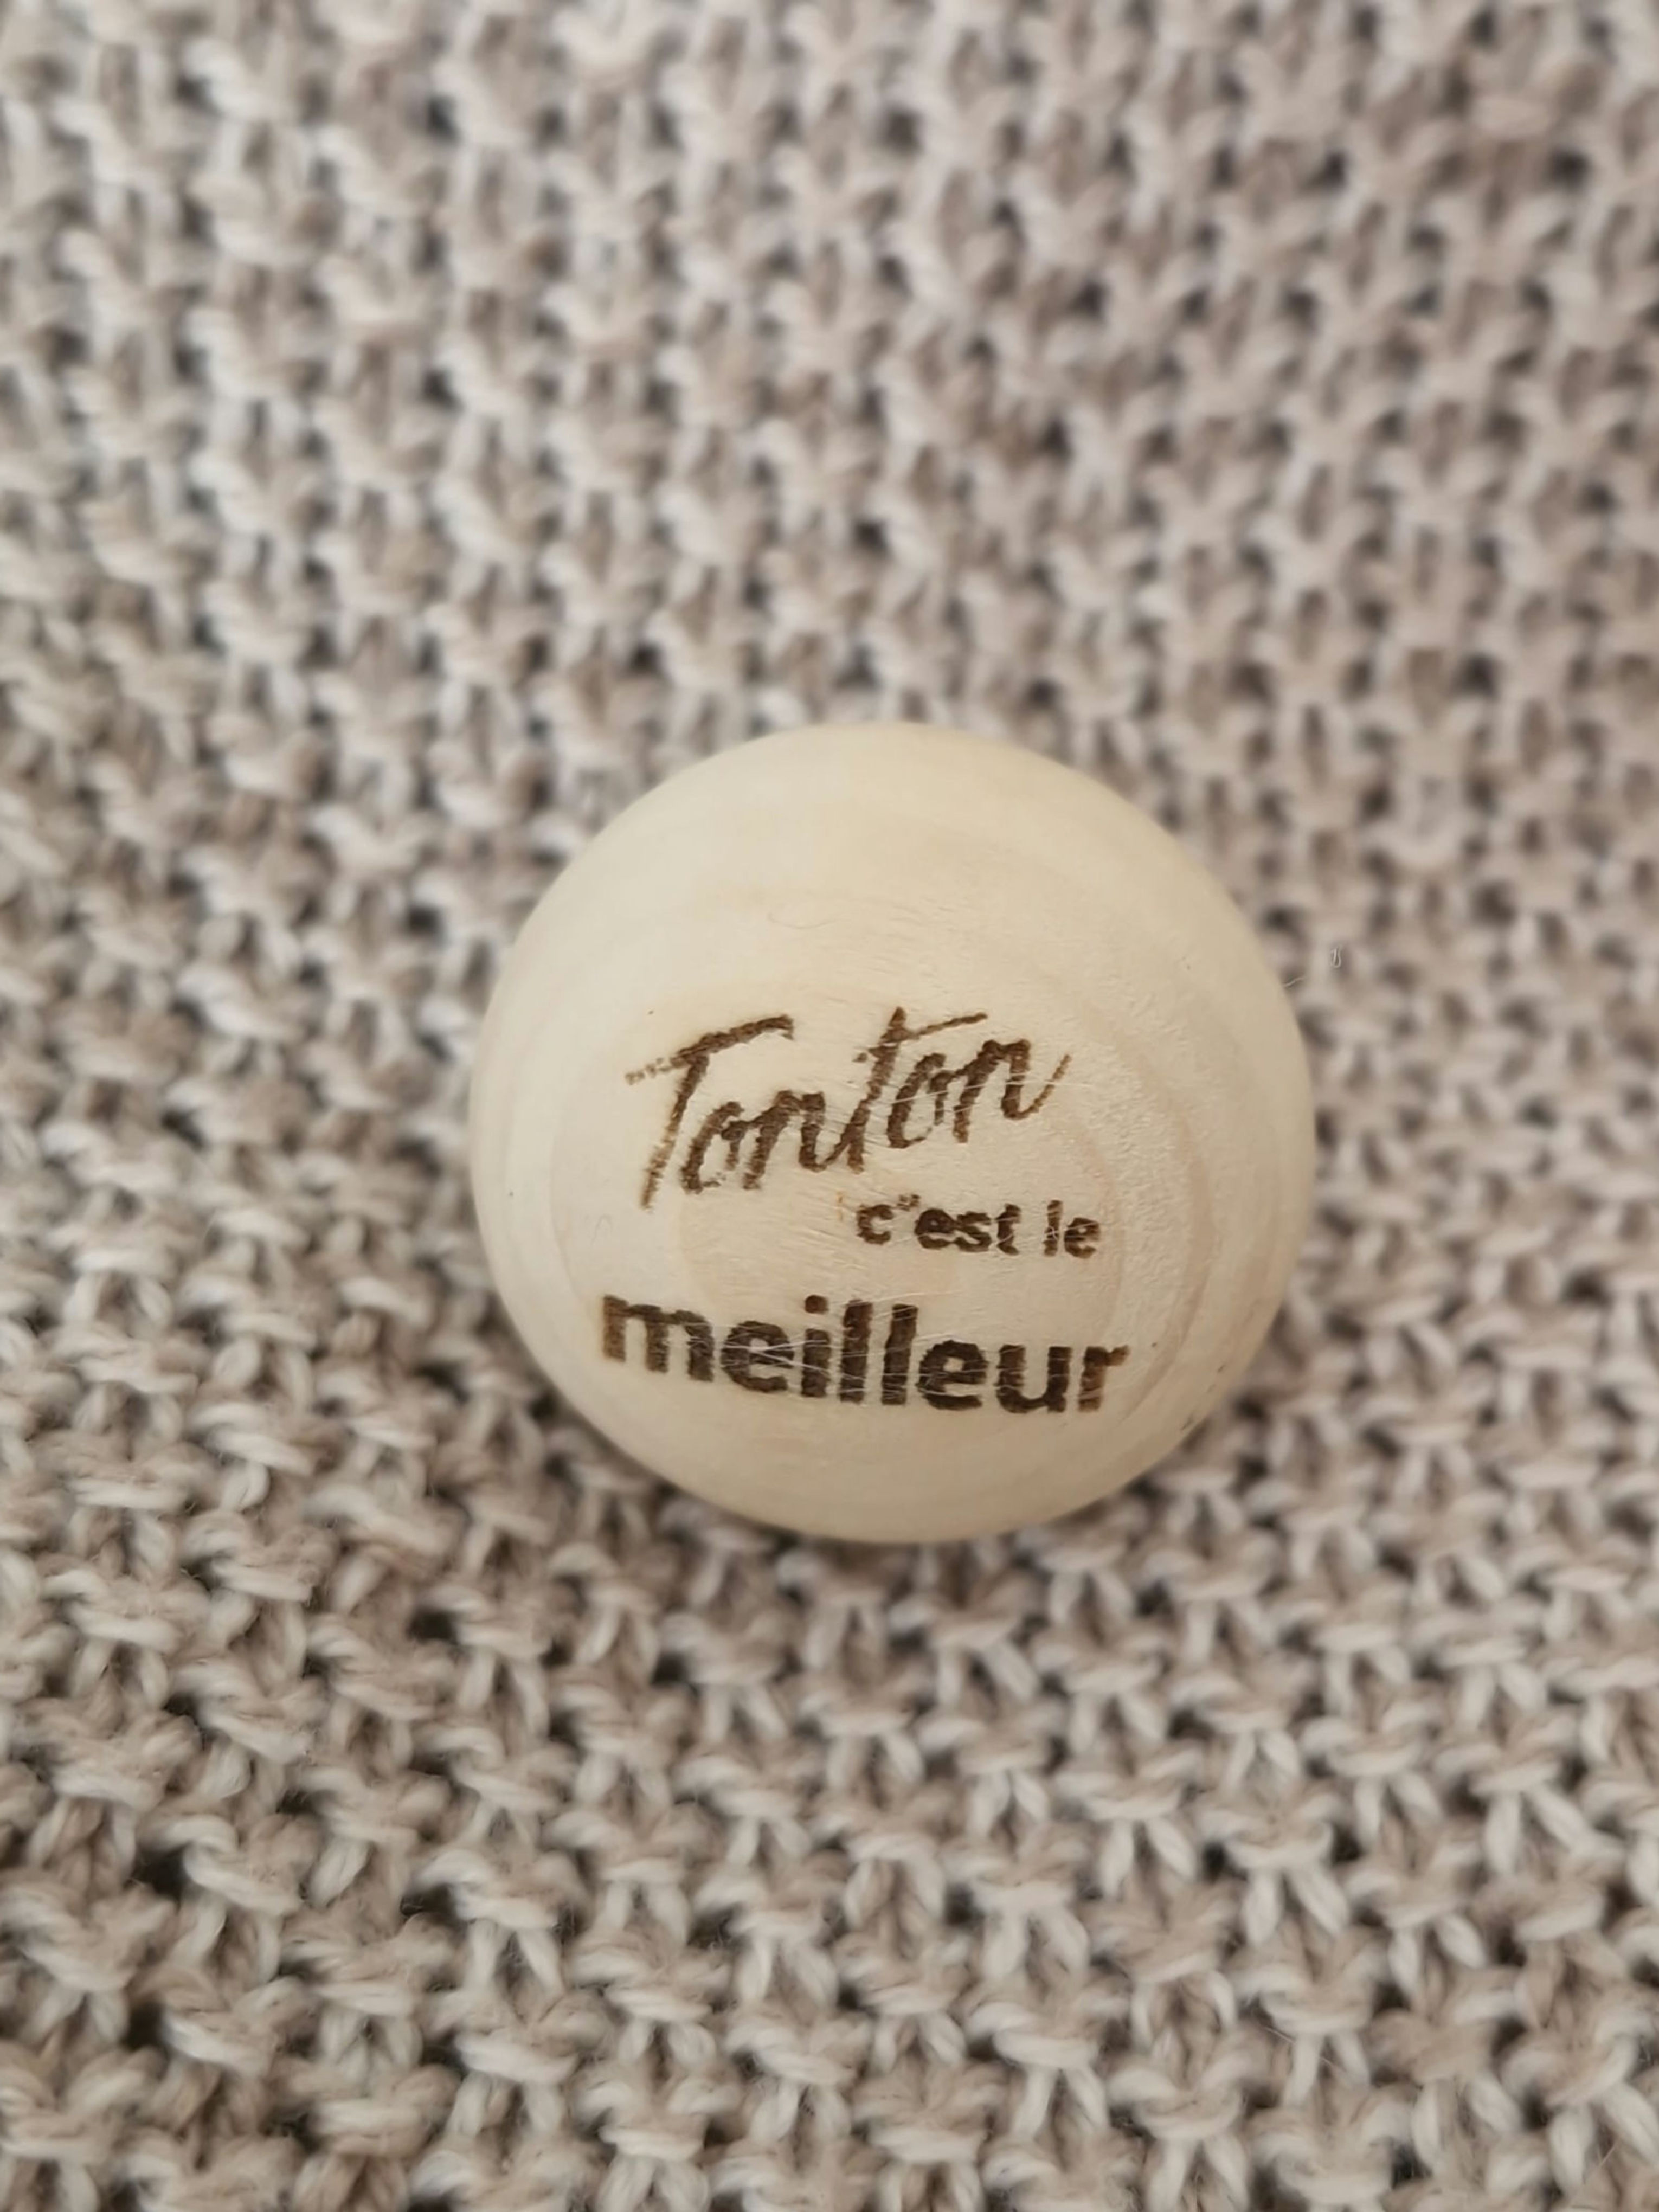 Tonton
c'est le
meilleur